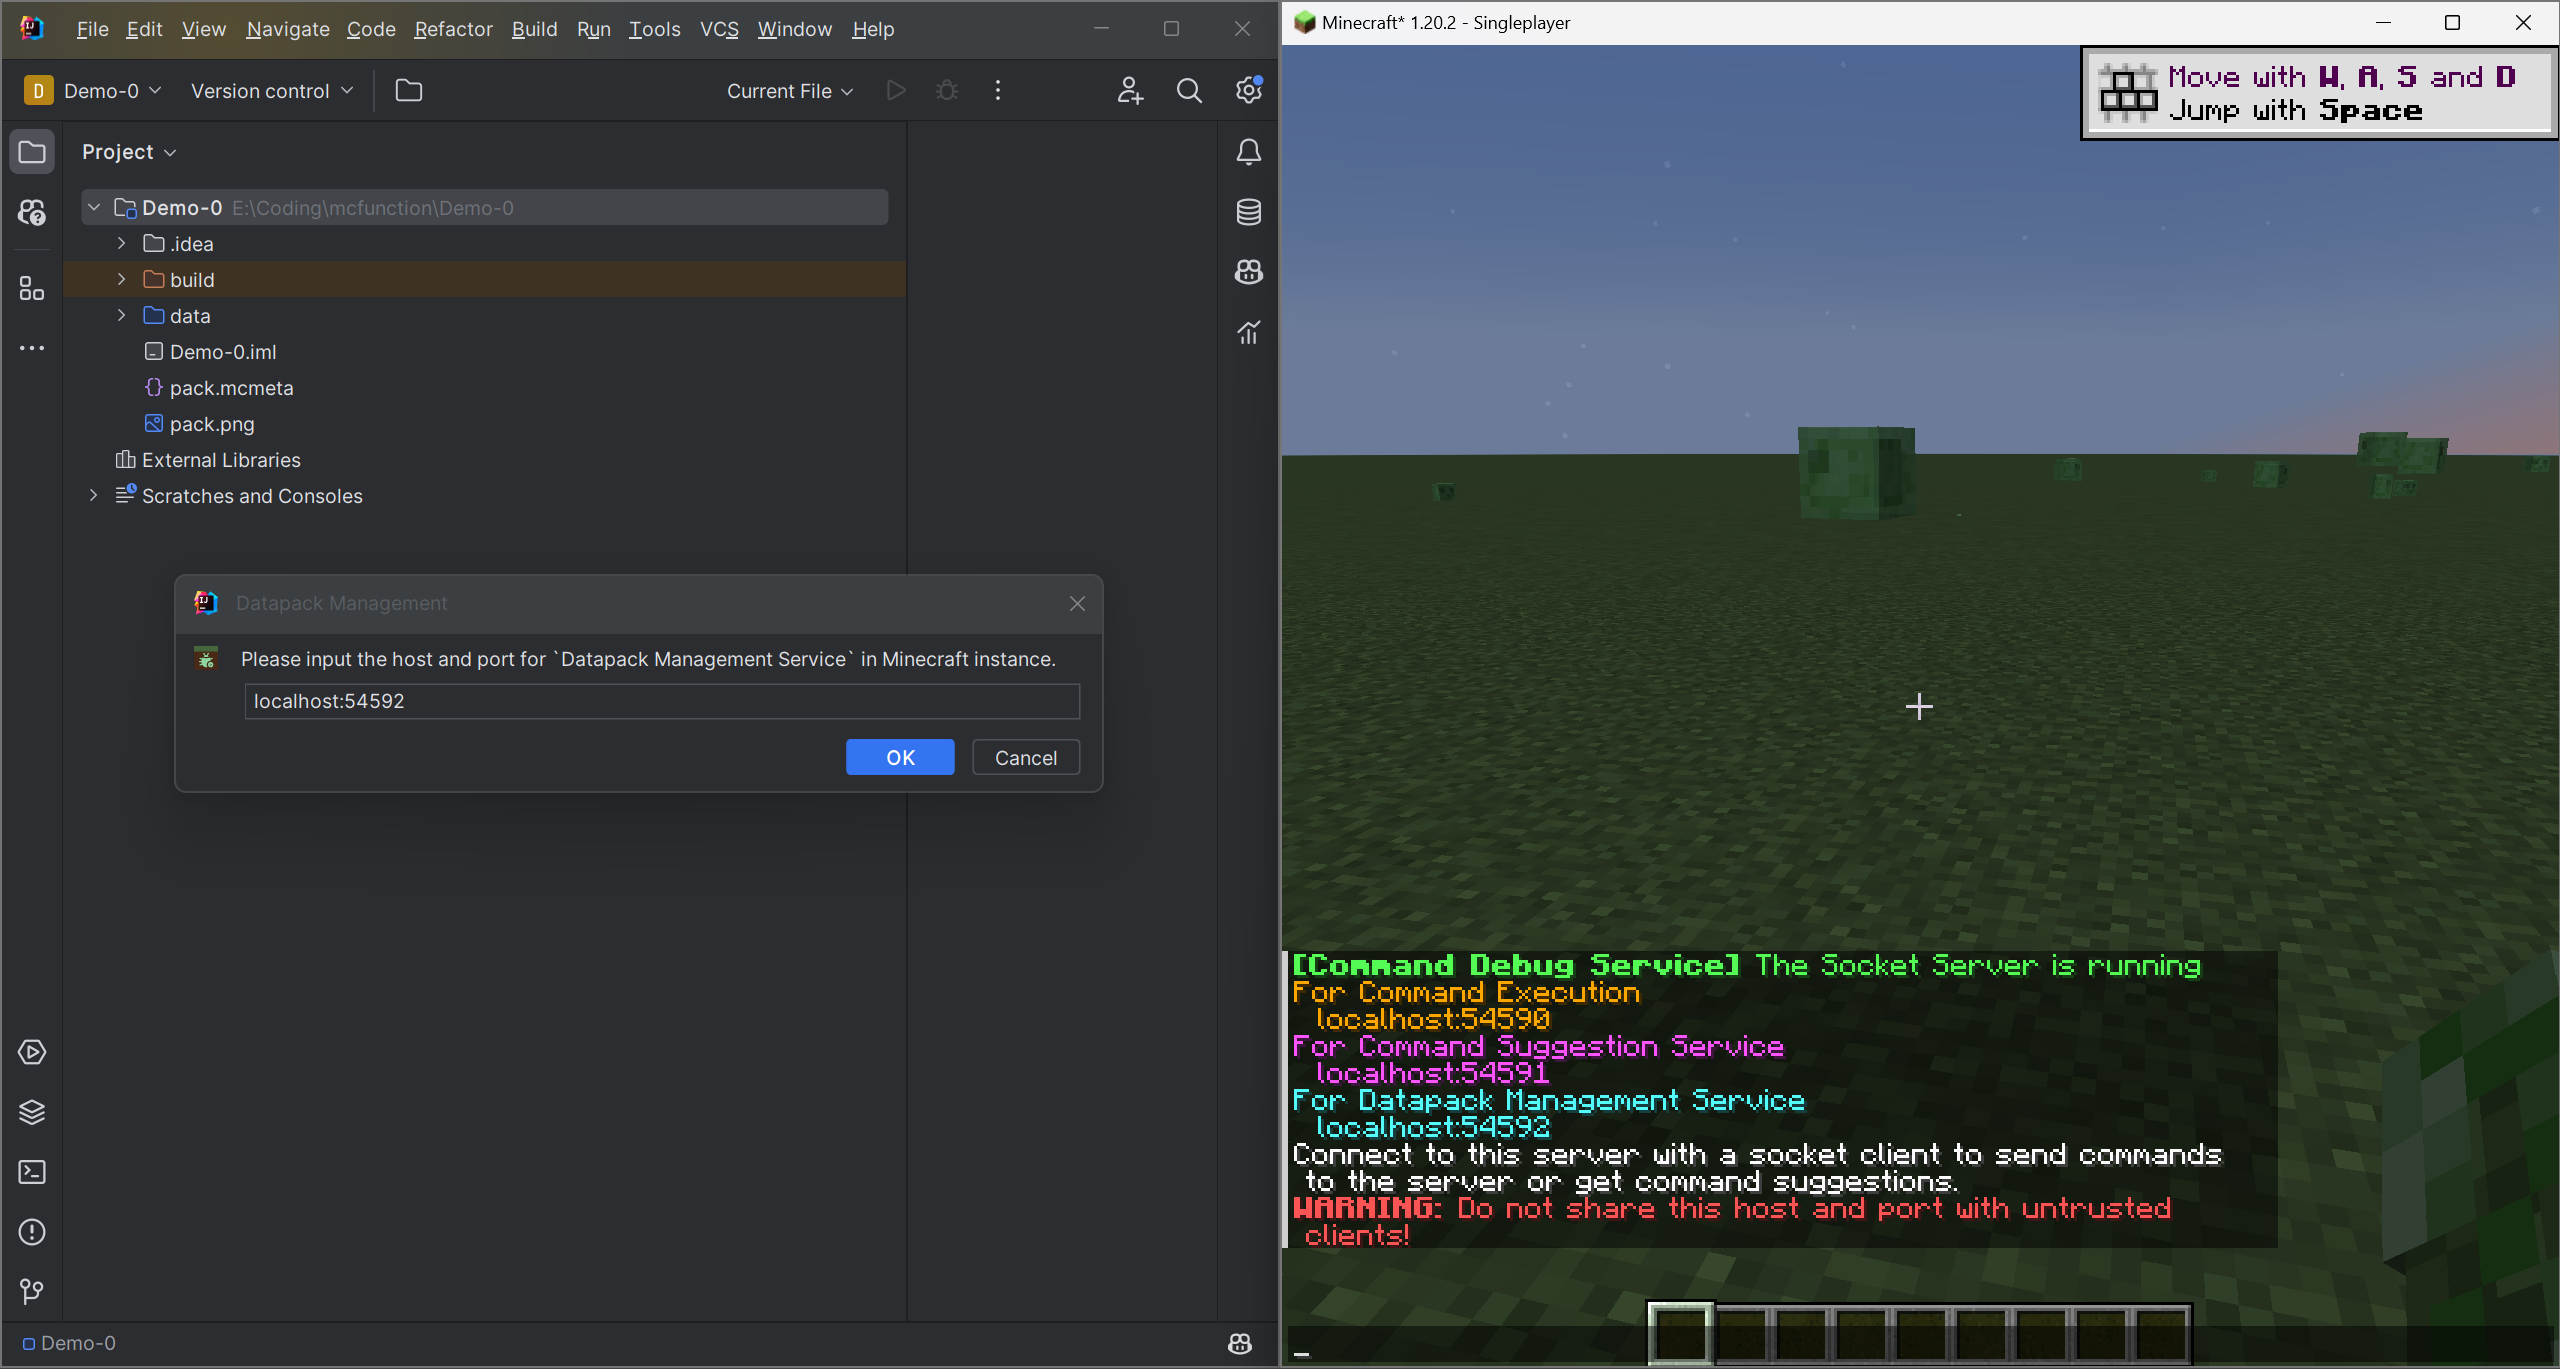 File Edit View Navigate Code Refactor Build Run Tools VCS Window Help
D Demo-0 Version control Current File
Project
Demo-0 E:\Coding\mcfunction\Demo-0
.idea
build
data
Demo-0.iml
pack.mcmeta
pack.png
External Libraries
Scratches and Consoles
Datapack Management
Please input the host and port for `Datapack Management Service` in Minecraft instance.
localhost:54592
OK Cancel
Demo-0
Minecraft* 1.20.2 - Singleplayer
Move with W, A, S and D
Jump with Space
[Command Debug Service] The Socket Server is running
For Command Execution
localhost:54590
For Command Suggestion Service
localhost:54591
For Datapack Management Service
localhost:54592
Connect to this server with a socket client to send commands
to the server or get command suggestions.
WARNING: Do not share this host and port with untrusted
clients!
_